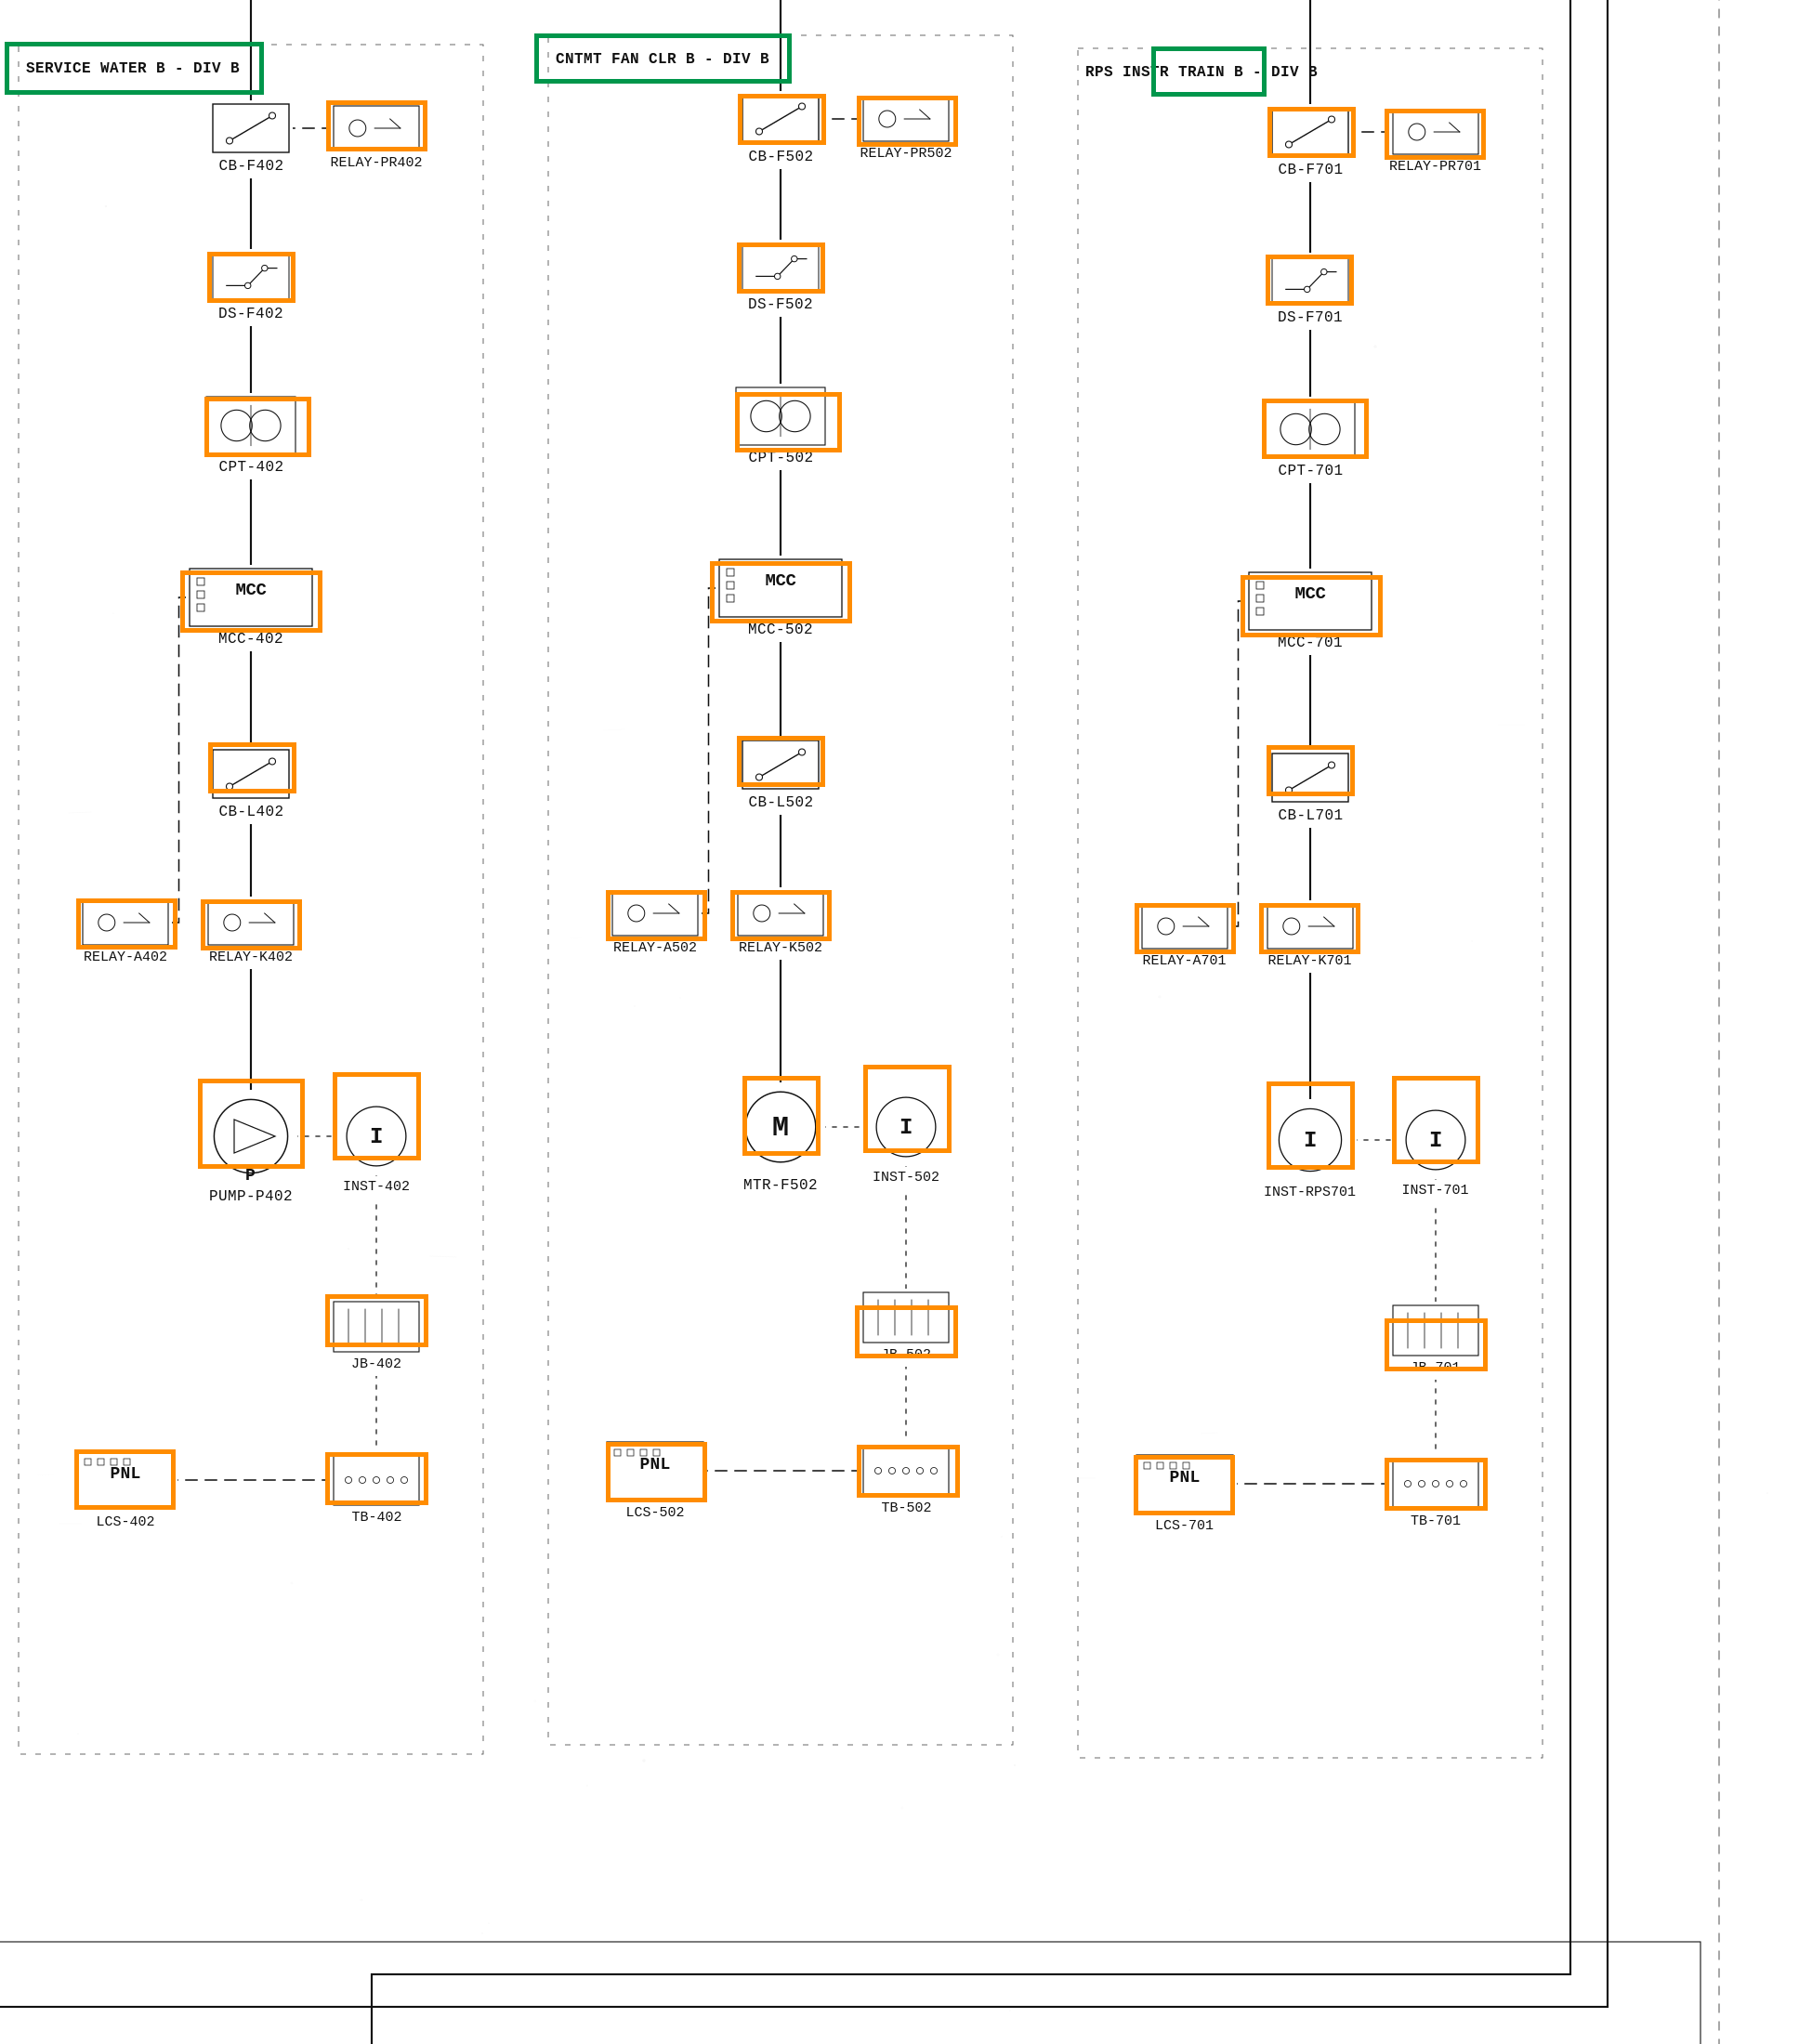 SERVICE WATER B - DIV B
CB-F402
RELAY-PR402
DS-F402
CPT-402
MCC
MCC-402
CB-L402
RELAY-A402
RELAY-K402
P
PUMP-P402
I
INST-402
JB-402
PNL
LCS-402
TB-402
CNTMT FAN CLR B - DIV B
CB-F502
RELAY-PR502
DS-F502
CPT-502
MCC
MCC-502
CB-L502
RELAY-A502
RELAY-K502
M
MTR-F502
I
INST-502
JB-502
PNL
LCS-502
TB-502
RPS INSTR TRAIN B - DIV B
CB-F701
RELAY-PR701
DS-F701
CPT-701
MCC
MCC-701
CB-L701
RELAY-A701
RELAY-K701
I
INST-RPS701
I
INST-701
JB-701
PNL
LCS-701
TB-701